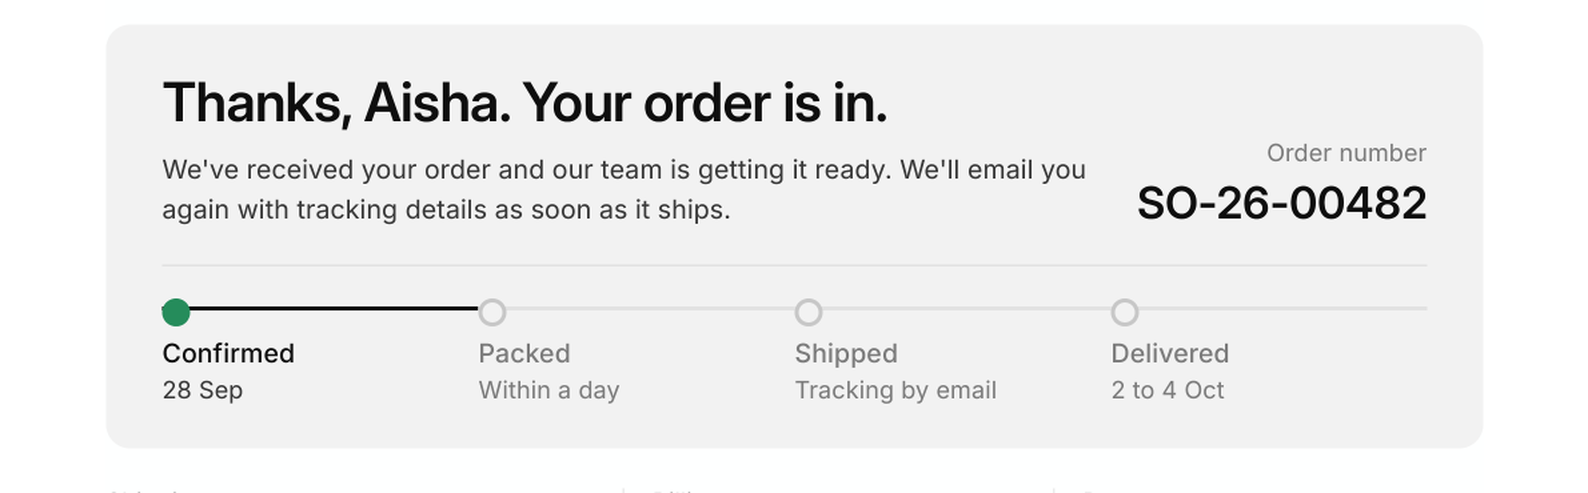 Thanks, Aisha. Your order is in.
We've received your order and our team is getting it ready. We'll email you
again with tracking details as soon as it ships.
Order number
SO-26-00482
Confirmed
28 Sep
Packed
Within a day
Shipped
Tracking by email
Delivered
2 to 4 Oct